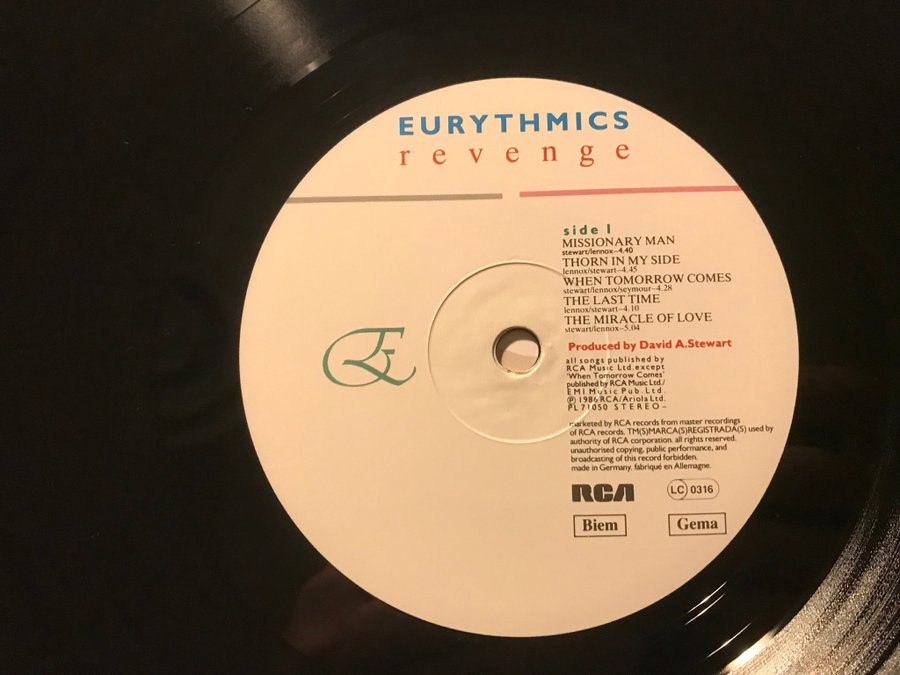 EURYTHMICS
revenge
side 1
MISSIONARY MAN
stewart/lennox–4.40
THORN IN MY SIDE
lennox/stewart–4.45
WHEN TOMORROW COMES
stewart/lennox/seymour–4.28
THE LAST TIME
lennox/stewart–4.10
THE MIRACLE OF LOVE
stewart/lennox–5.04
Produced by David A.Stewart
all songs published by
RCA Music Ltd.except
'When Tomorrow Comes'
published by RCA Music Ltd./
EMI Music Pub. Ltd.
℗ 1986 RCA/Ariola Ltd.
PL 71050 STEREO –
marketed by RCA records from master recordings
of RCA records. TM(S)MARCA(S)REGISTRADA(S) used by
authority of RCA corporation. all rights reserved.
unauthorised copying, public performance, and
broadcasting of this record forbidden.
made in Germany. fabriqué en Allemagne.
RCA LC 0316
Biem Gema